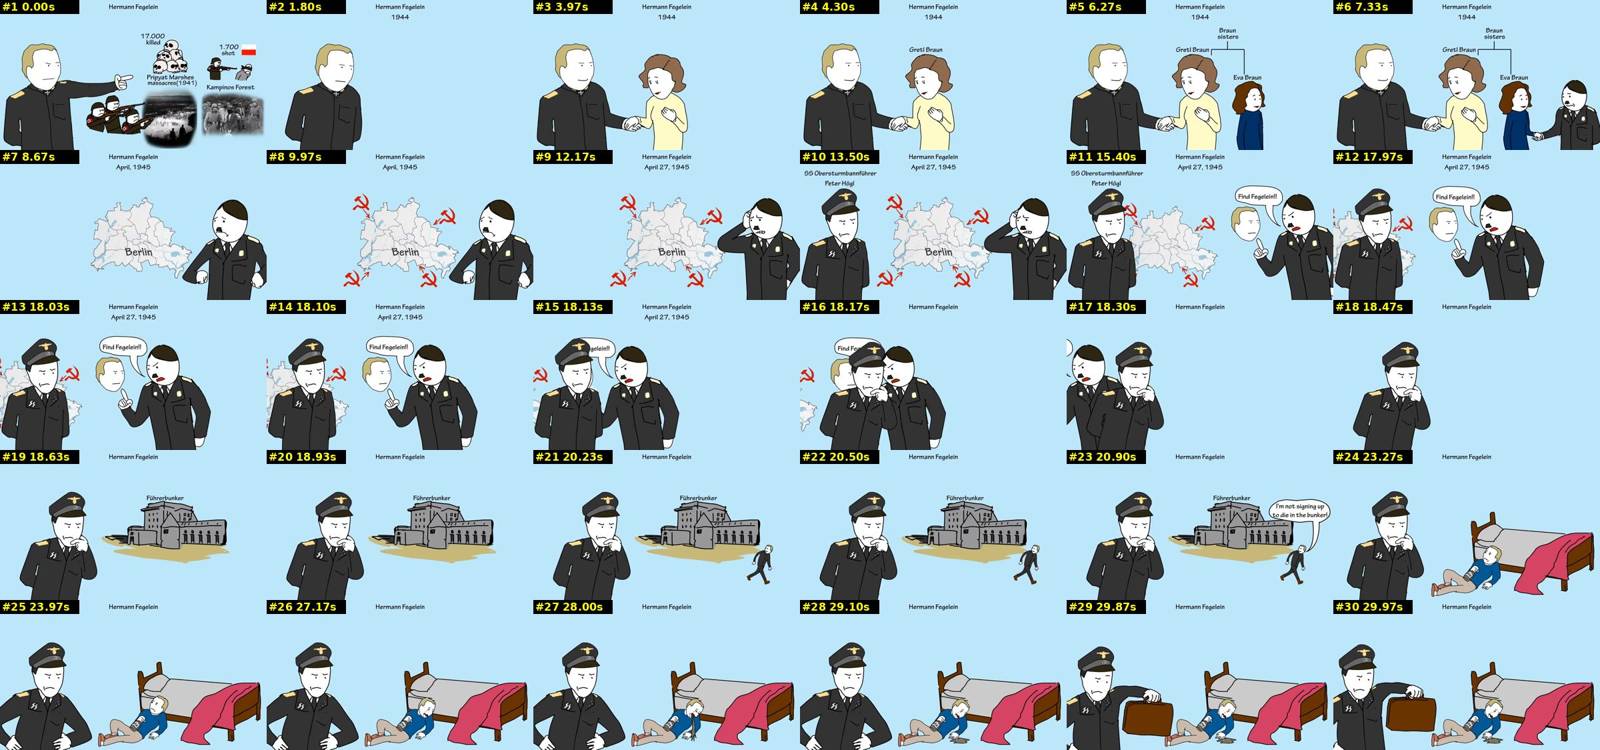 #1 0.00s
Hermann Fegelein
17.000
killed
1.700
shot
Pripyat Marshes
massacres(1941)
Kampinos Forest
#2 1.80s
Hermann Fegelein
1944
#3 3.97s
Hermann Fegelein
1944
#4 4.30s
Hermann Fegelein
1944
Gretl Braun
#5 6.27s
Hermann Fegelein
1944
Braun
sisters
Gretl Braun
Eva Braun
#6 7.33s
Hermann Fegelein
1944
Braun
sisters
Gretl Braun
Eva Braun
#7 8.67s
Hermann Fegelein
April, 1945
Berlin
#8 9.97s
Hermann Fegelein
April, 1945
Berlin
#9 12.17s
Hermann Fegelein
April 27, 1945
Berlin
#10 13.50s
Hermann Fegelein
April 27, 1945
SS Obersturmbannführer
Peter Högl
Berlin
#11 15.40s
Hermann Fegelein
April 27, 1945
SS Obersturmbannführer
Peter Högl
Find Fegelein!!
#12 17.97s
Hermann Fegelein
April 27, 1945
Find Fegelein!!
#13 18.03s
Hermann Fegelein
April 27, 1945
Find Fegelein!!
#14 18.10s
Hermann Fegelein
April 27, 1945
Find Fegelein!!
#15 18.13s
Hermann Fegelein
April 27, 1945
gelein!!
#16 18.17s
Hermann Fegelein
Find Feg
#17 18.30s
Hermann Fegelein
#18 18.47s
Hermann Fegelein
#19 18.63s
Hermann Fegelein
Führerbunker
#20 18.93s
Hermann Fegelein
Führerbunker
#21 20.23s
Hermann Fegelein
Führerbunker
#22 20.50s
Hermann Fegelein
Führerbunker
#23 20.90s
Hermann Fegelein
Führerbunker
I'm not signing up
to die in the bunker!
#24 23.27s
Hermann Fegelein
#25 23.97s
Hermann Fegelein
#26 27.17s
Hermann Fegelein
#27 28.00s
Hermann Fegelein
#28 29.10s
Hermann Fegelein
#29 29.87s
Hermann Fegelein
#30 29.97s
Hermann Fegelein